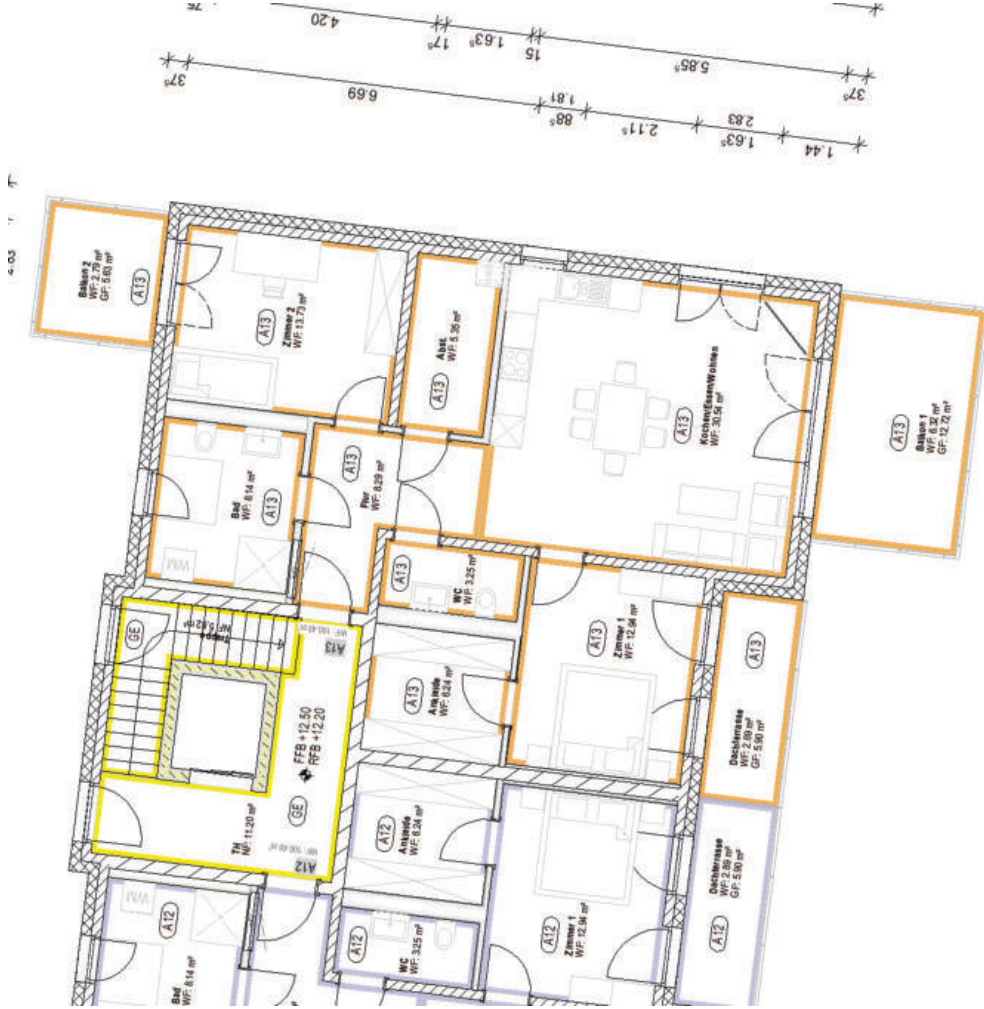 4.20
17⁵
1.63⁵
15
5.85⁵
37⁵
37⁵
6.69
88⁵
1.81
2.11⁵
1.63⁵
2.83
1.44
Balkon 2
WF: 2.79 m²
GF: 5.63 m²
A13
A13
Zimmer 2
WF: 13.73 m²
A13
Abst.
WF: 5.35 m²
A13
Kochen/Essen/Wohnen
WF: 30.54 m²
A13
Balkon 1
WF: 6.32 m²
GF: 12.72 m²
A13
Bad
WF: 8.14 m²
A13
WM
A13
Flur
WF: 8.29 m²
A13
WC
WF: 3.25 m²
A13
Zimmer 1
WF: 12.94 m²
A13
Ankleide
WF: 6.24 m²
A13
Dachterrasse
WF: 2.89 m²
GF: 5.90 m²
GE
Treppe
A13
FFB +12.50
RFB +12.20
GE
TH
NF: 11.20 m²
A12
A12
Ankleide
WF: 6.24 m²
A12
Zimmer 1
WF: 12.94 m²
A12
Dachterrasse
WF: 2.89 m²
GF: 5.90 m²
A12
WC
WF: 3.25 m²
A12
WM
Bad
WF: 8.14 m²